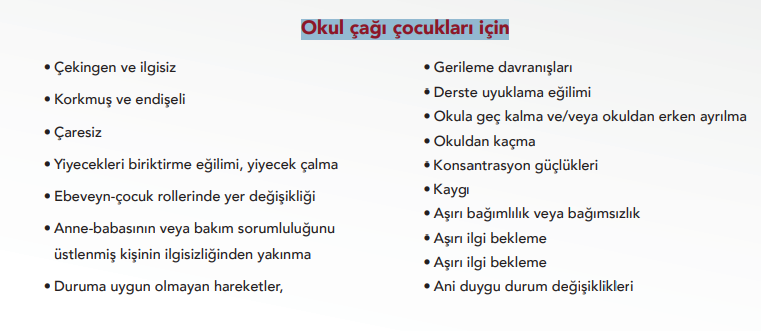 Okul çağı çocukları için
• Çekingen ve ilgisiz
• Korkmuş ve endişeli
• Çaresiz
• Yiyecekleri biriktirme eğilimi, yiyecek çalma
• Ebeveyn-çocuk rollerinde yer değişikliği
• Anne-babasının veya bakım sorumluluğunu
üstlenmiş kişinin ilgisizliğinden yakınma
• Duruma uygun olmayan hareketler,
• Gerileme davranışları
• Derste uyuklama eğilimi
• Okula geç kalma ve/veya okuldan erken ayrılma
• Okuldan kaçma
• Konsantrasyon güçlükleri
• Kaygı
• Aşırı bağımlılık veya bağımsızlık
• Aşırı ilgi bekleme
• Aşırı ilgi bekleme
• Ani duygu durum değişiklikleri